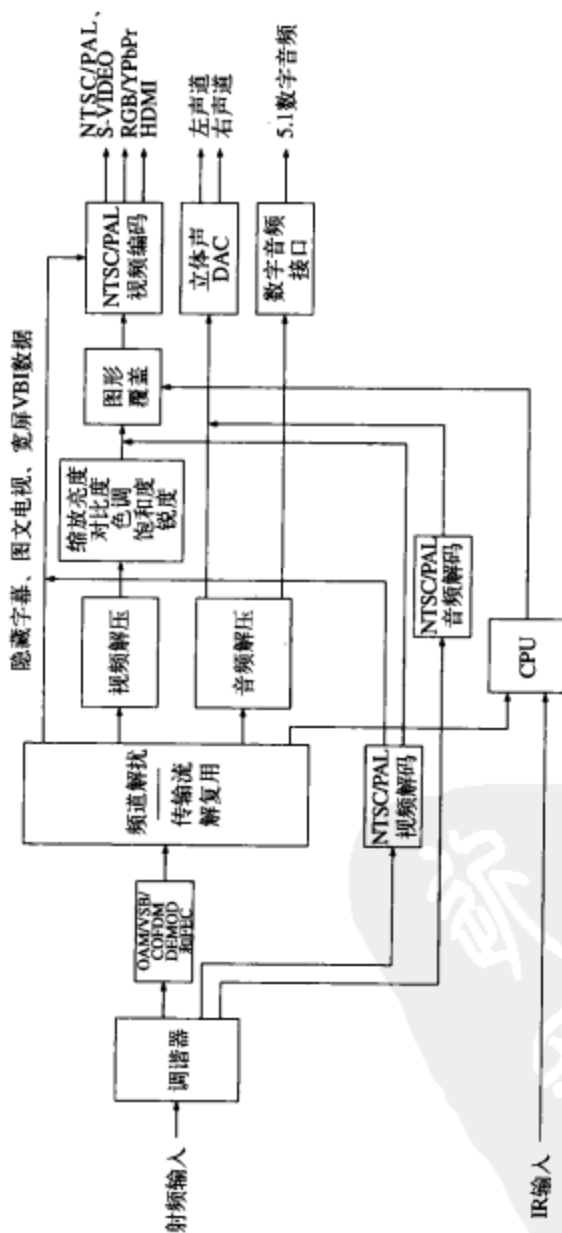 隐藏字幕、图文电视、宽屏VBI数据
射频输入
调谐器
OAM/VSB/
COFDM
DEMOD
和FEC
频道解扰
传输流
解复用
视频解压
音频解压
缩放亮度
对比度
色调
饱和度
锐度
图形
覆盖
NTSC/PAL
视频编码
NTSC/PAL、
S-VIDEO
RGB/YPbPr
HDMI
立体声
DAC
左声道
右声道
数字音频
接口
5.1数字音频
NTSC/PAL
视频解码
NTSC/PAL
音频解码
CPU
IR输入